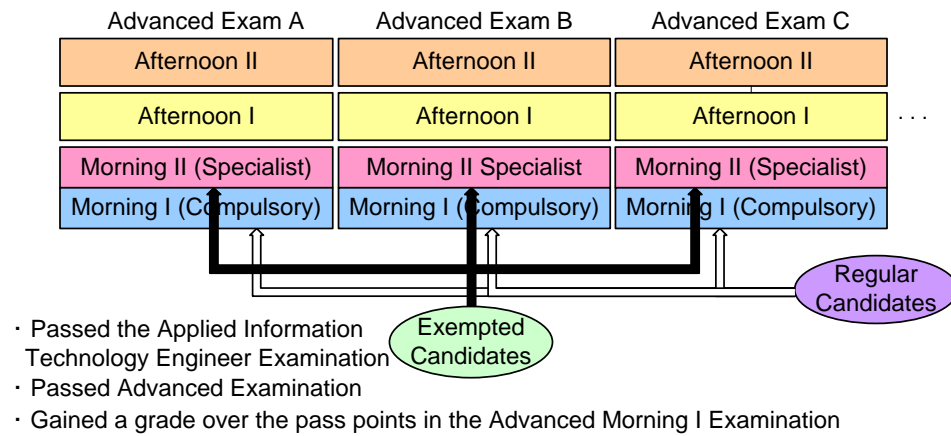 Advanced Exam A Advanced Exam B Advanced Exam C
Afternoon II Afternoon II Afternoon II
Afternoon I Afternoon I Afternoon I . . .
Morning II (Specialist) Morning II Specialist Morning II (Specialist)
Morning I (Compulsory) Morning I (Compulsory) Morning I (Compulsory)
Regular
Candidates
Exempted
Candidates
・Passed the Applied Information
Technology Engineer Examination
・Passed Advanced Examination
・Gained a grade over the pass points in the Advanced Morning I Examination